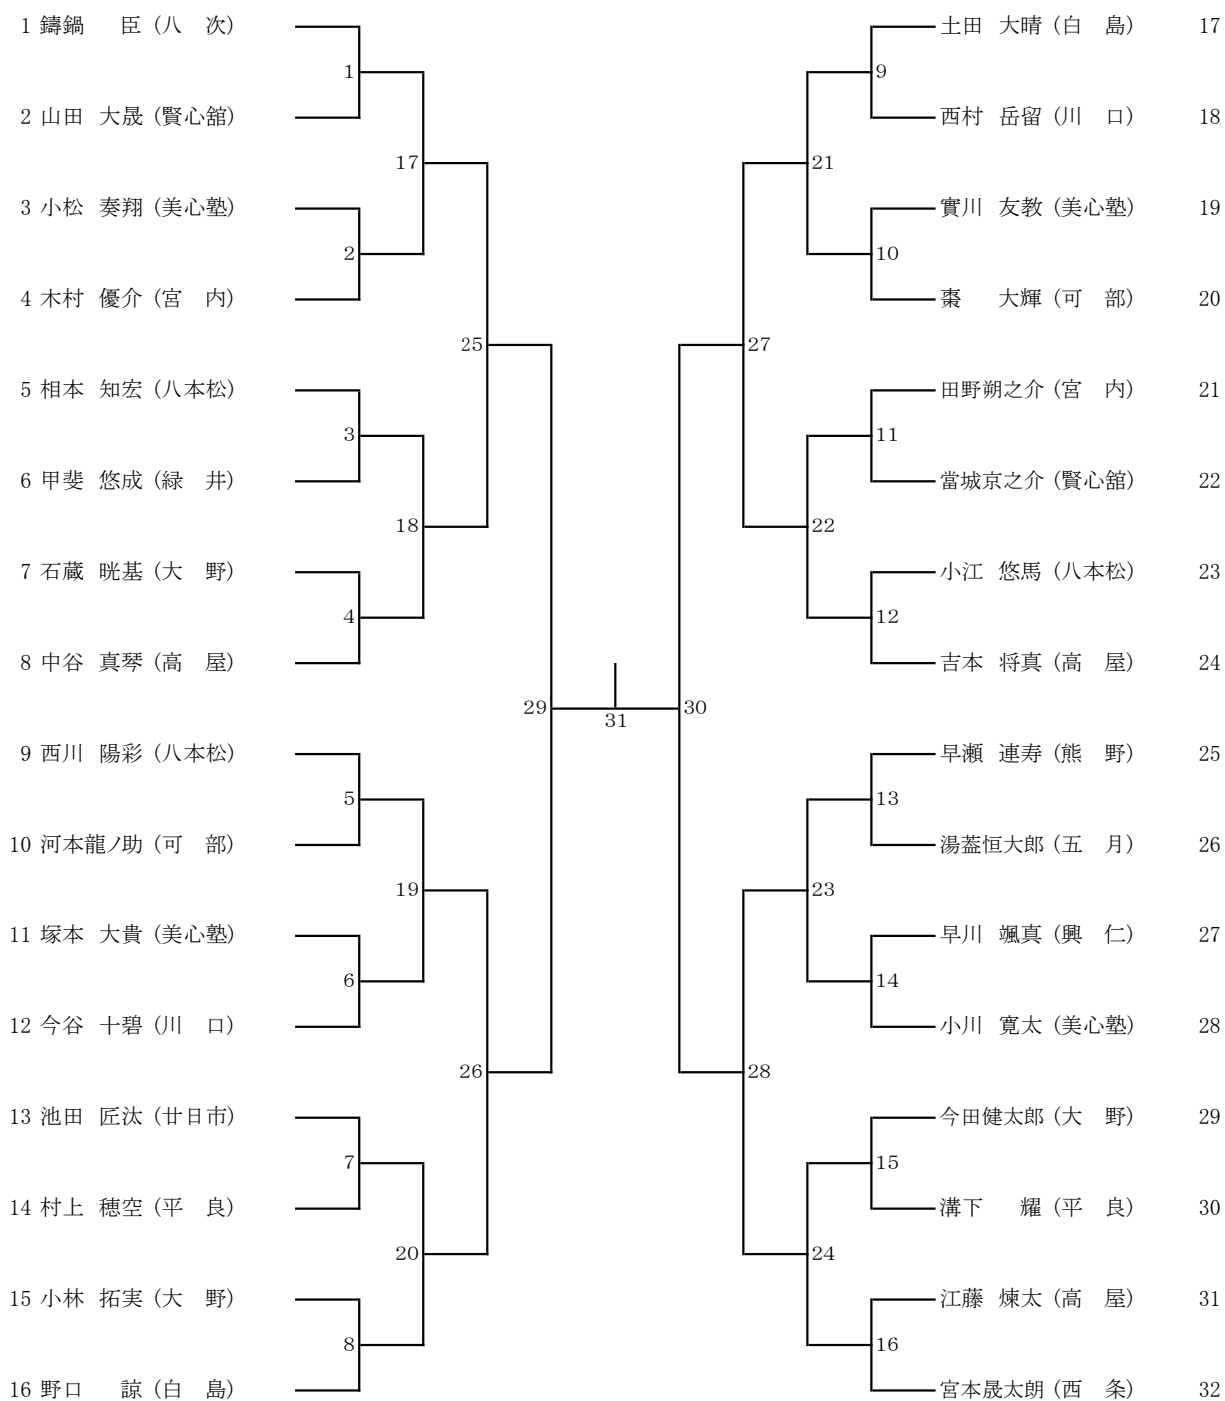 1 鑄鍋　臣 (八　次)
1
2 山田 大晟 (賢心舘)
17
3 小松 奏翔 (美心塾)
2
4 木村 優介 (宮　内)
25
5 相本 知宏 (八本松)
3
6 甲斐 悠成 (緑　井)
18
7 石蔵 晄基 (大　野)
4
8 中谷 真琴 (高　屋)
29
31
9 西川 陽彩 (八本松)
5
10 河本龍ノ助 (可　部)
19
11 塚本 大貴 (美心塾)
6
12 今谷 十碧 (川　口)
26
13 池田 匠汰 (廿日市)
7
14 村上 穂空 (平　良)
20
15 小林 拓実 (大　野)
8
16 野口　諒 (白　島)
土田 大晴 (白　島) 17
9
西村 岳留 (川　口) 18
21
實川 友教 (美心塾) 19
10
棗　大輝 (可　部) 20
27
田野朔之介 (宮　内) 21
11
當城京之介 (賢心舘) 22
22
小江 悠馬 (八本松) 23
12
吉本 将真 (高　屋) 24
30
早瀬 連寿 (熊　野) 25
13
湯蓋恒大郎 (五　月) 26
23
早川 颯真 (興　仁) 27
14
小川 寛太 (美心塾) 28
28
今田健太郎 (大　野) 29
15
溝下　耀 (平　良) 30
24
江藤 煉太 (高　屋) 31
16
宮本晟太朗 (西　条) 32